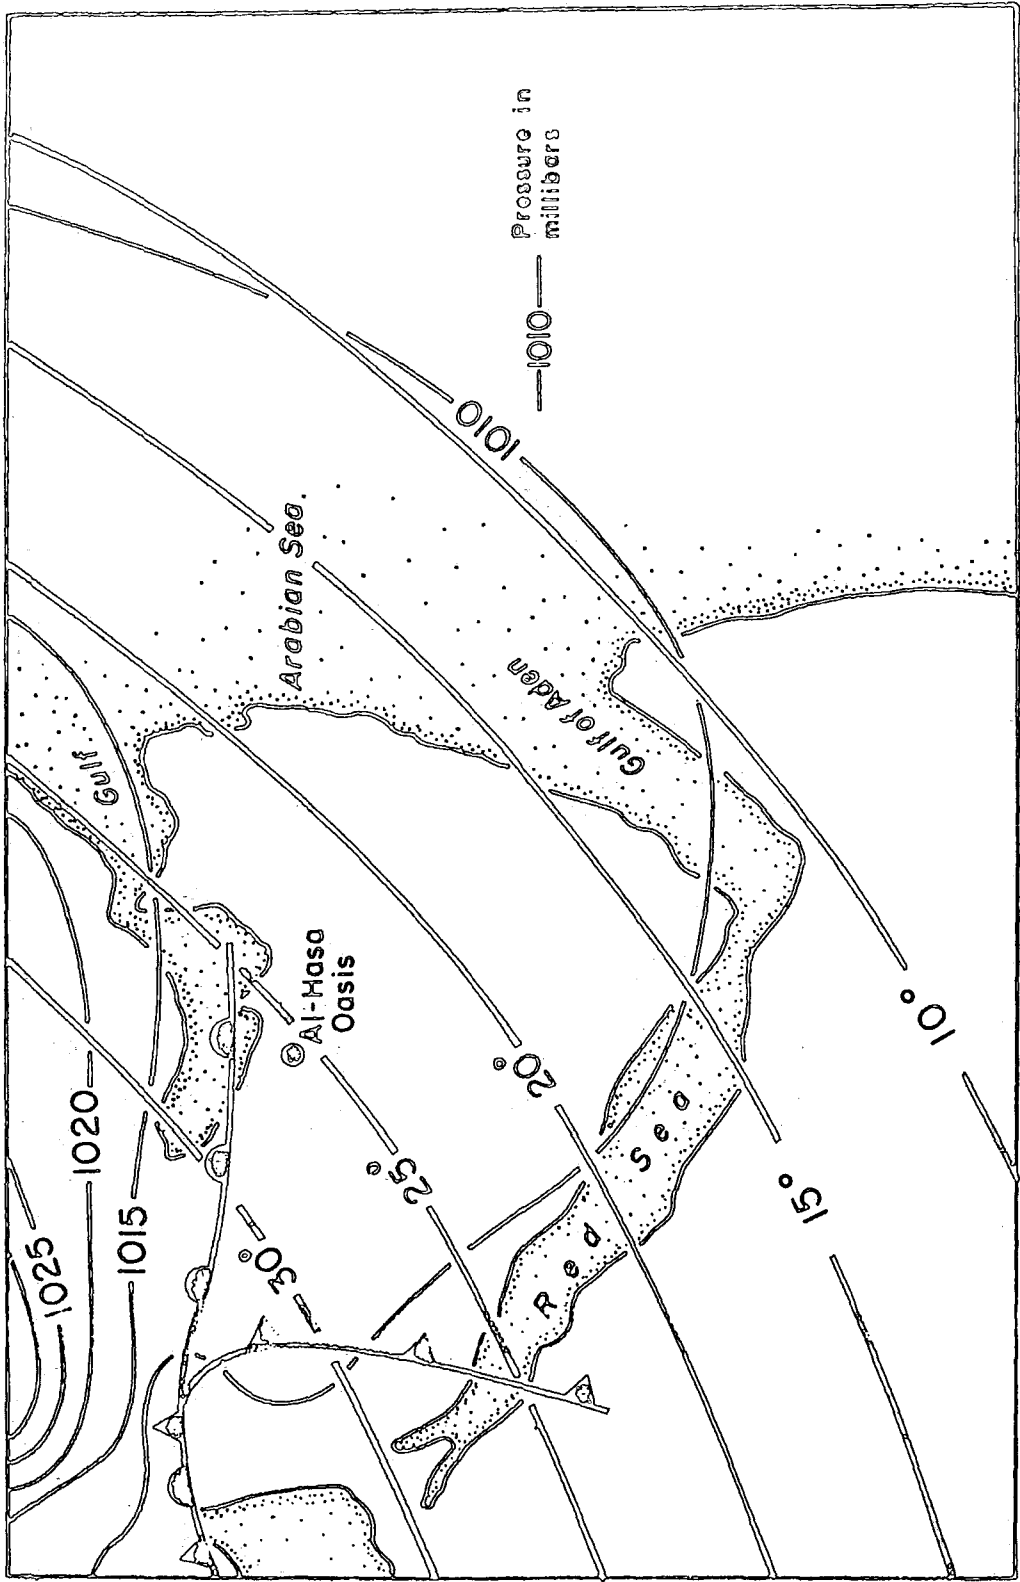 Prossure in
millibars
1010
1010
Arabian Sea
Gulf of Aden
Gulf
Al-Hasa
Oasis
1020
1025
1015
10°
15°
20°
25°
30°
Red Sea